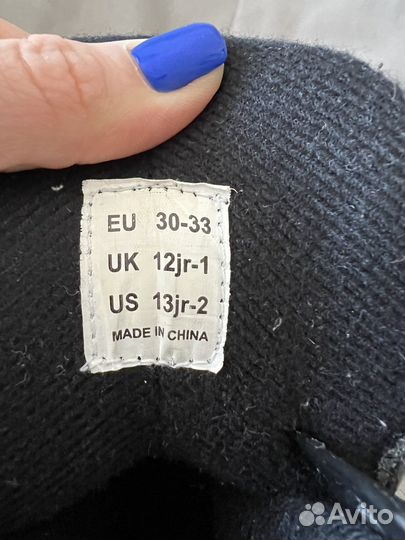 EU 30-33
UK 12jr-1
US 13jr-2
MADE IN CHINA
Avito